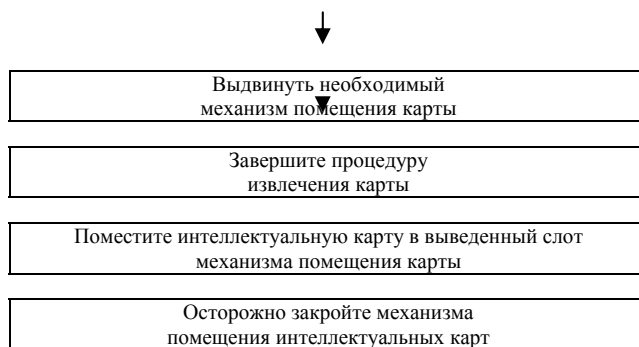 Выдвинуть необходимый
механизм помещения карты
Завершите процедуру
извлечения карты
Поместите интеллектуальную карту в выведенный слот
механизма помещения карты
Осторожно закройте механизма
помещения интеллектуальных карт